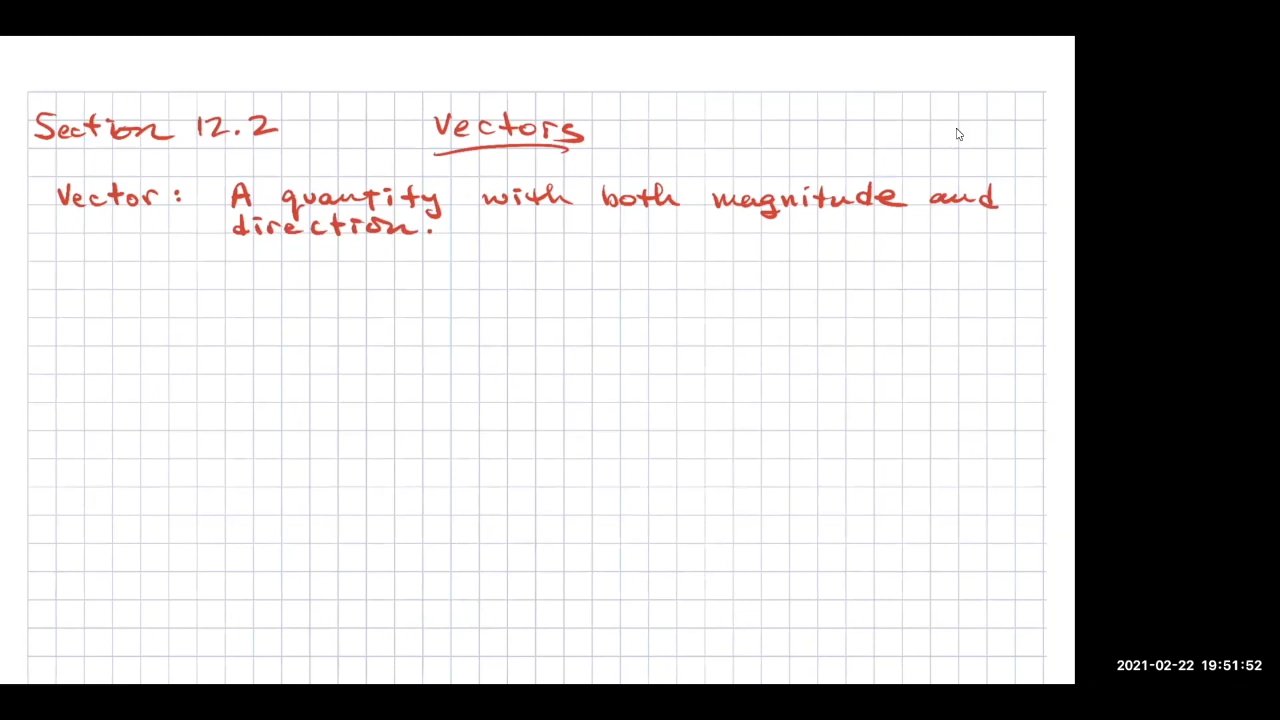 Section 12.2 Vectors
Vector: A quantity with both magnitude and
direction.
2021-02-22 19:51:52